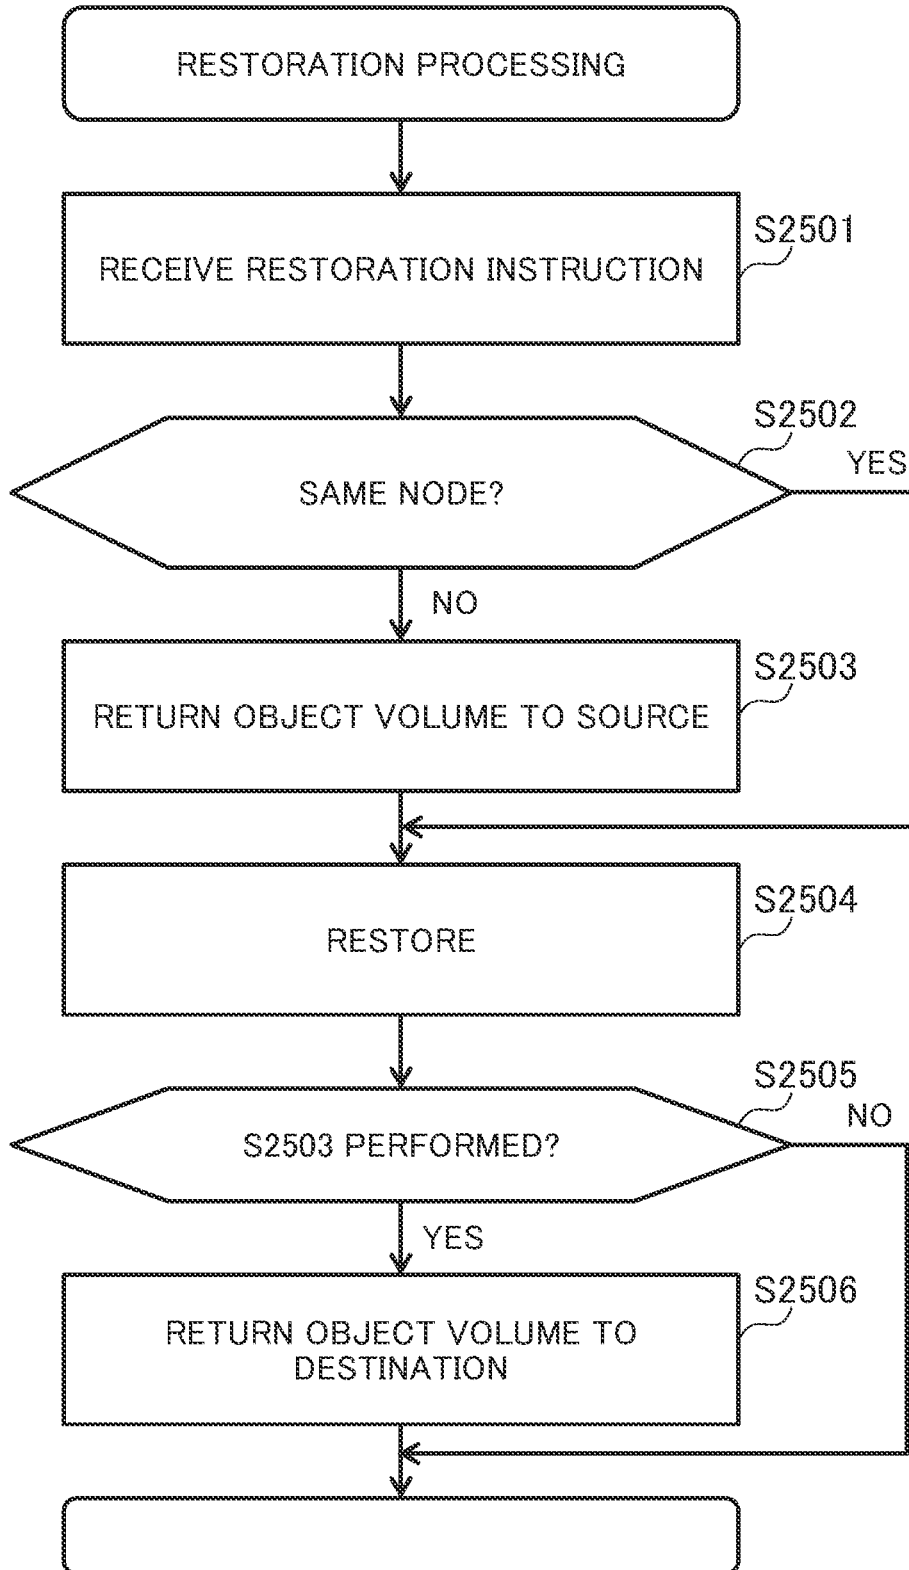 RESTORATION PROCESSING
S2501
RECEIVE RESTORATION INSTRUCTION
S2502
YES
SAME NODE?
NO
S2503
RETURN OBJECT VOLUME TO SOURCE
S2504
RESTORE
S2505
NO
S2503 PERFORMED?
YES
S2506
RETURN OBJECT VOLUME TO
DESTINATION